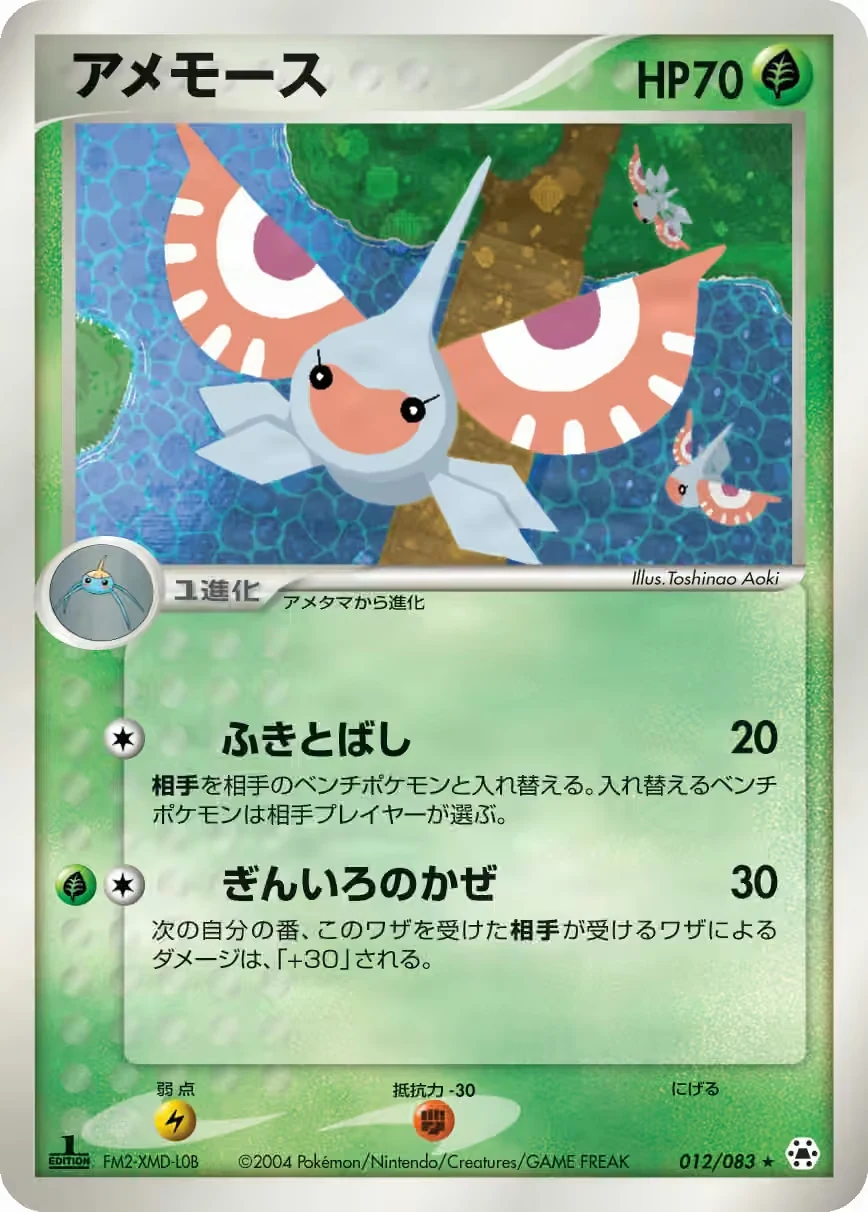 アメモース
HP70
Illus.Toshinao Aoki
1進化
アメタマから進化
ふきとばし 20
相手を相手のベンチポケモンと入れ替える。入れ替えるベンチ
ポケモンは相手プレイヤーが選ぶ。
ぎんいろのかぜ 30
次の自分の番、このワザを受けた相手が受けるワザによる
ダメージは、「+30」される。
弱点 抵抗力 -30 にげる
1 EDITION FM2-XMD-L0B ©2004 Pokémon/Nintendo/Creatures/GAME FREAK 012/083 ★